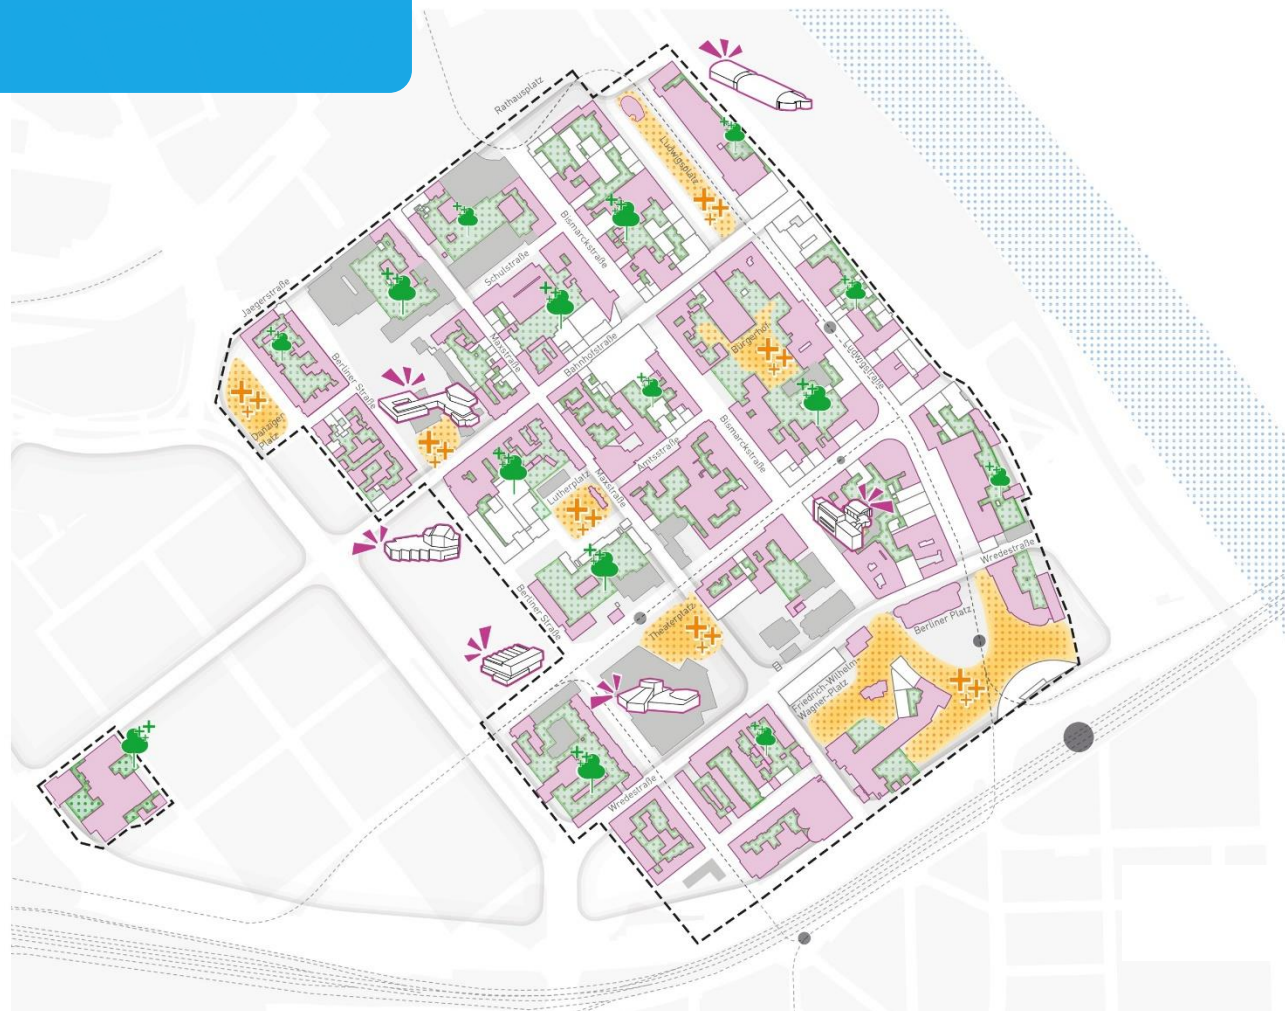 Rathausplatz
Ludwigsplatz
Bismarckstraße
Schulstraße
Jaegerstraße
Maxstraße
Bahnhofstraße
Bürgerhof
Ludwigstraße
Berliner Straße
Danziger
Platz
Bismarckstraße
Amtsstraße
Lutherplatz
Maxstraße
Wredestraße
Berliner Straße
Theaterplatz
Berliner Platz
Friedrich-Wilhelm-
Wagner-Platz
Wredestraße